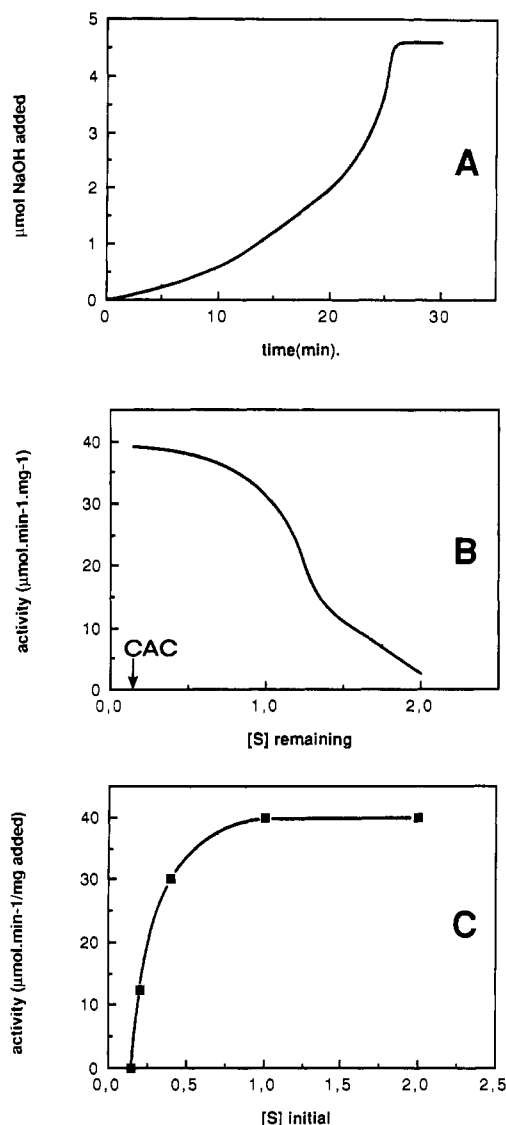 5
4
3
2
1
0
µmol NaOH added
A
0 10 20 30
time(min).
40
30
20
10
0
activity (µmol.min-1.mg-1)
B
CAC
0,0 1,0 2,0
[S] remaining
40
30
20
10
0
activity (µmol.min-1/mg added)
C
0,0 0,5 1,0 1,5 2,0 2,5
[S] initial